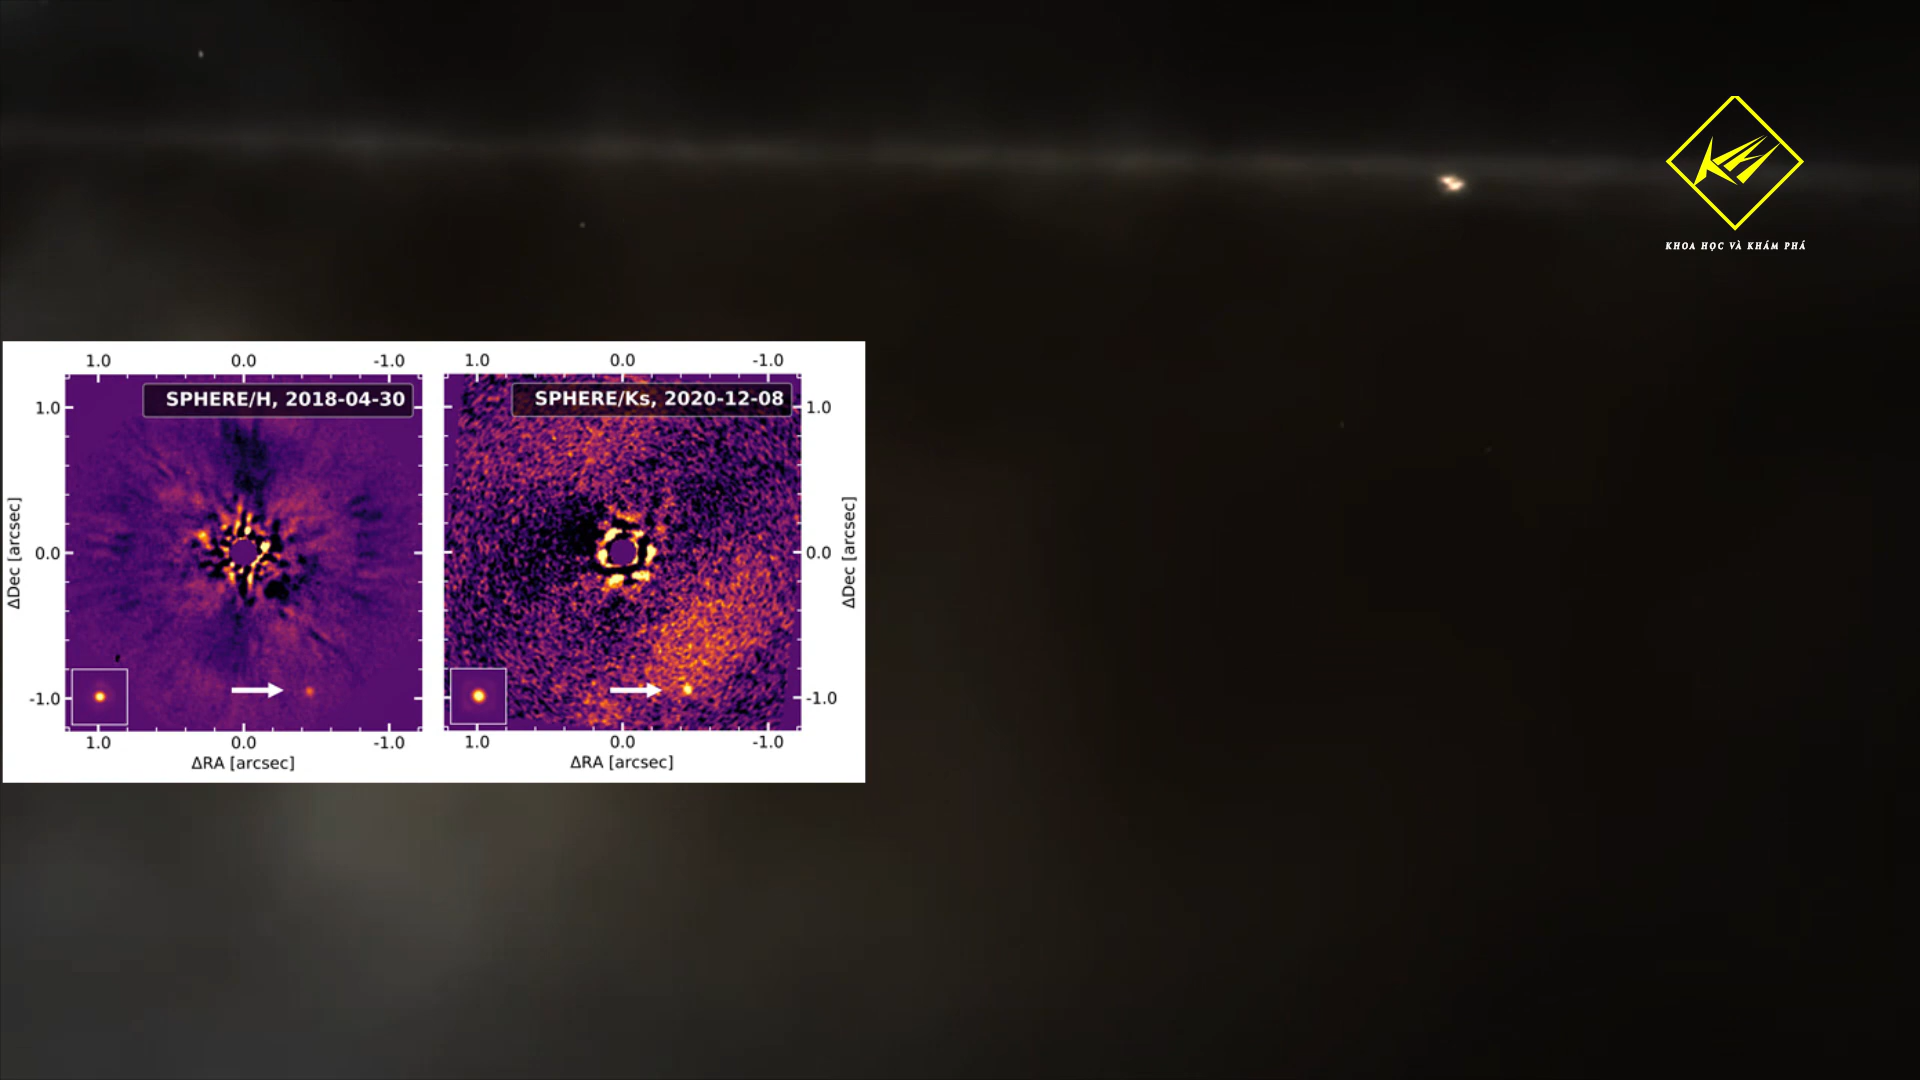 KHOA HỌC VÀ KHÁM PHÁ
1.0 0.0 -1.0 1.0 0.0 -1.0
SPHERE/H, 2018-04-30 SPHERE/Ks, 2020-12-08
1.0 1.0
ΔDec [arcsec] 0.0 0.0 ΔDec [arcsec]
-1.0 -1.0
1.0 0.0 -1.0 1.0 0.0 -1.0
ΔRA [arcsec] ΔRA [arcsec]